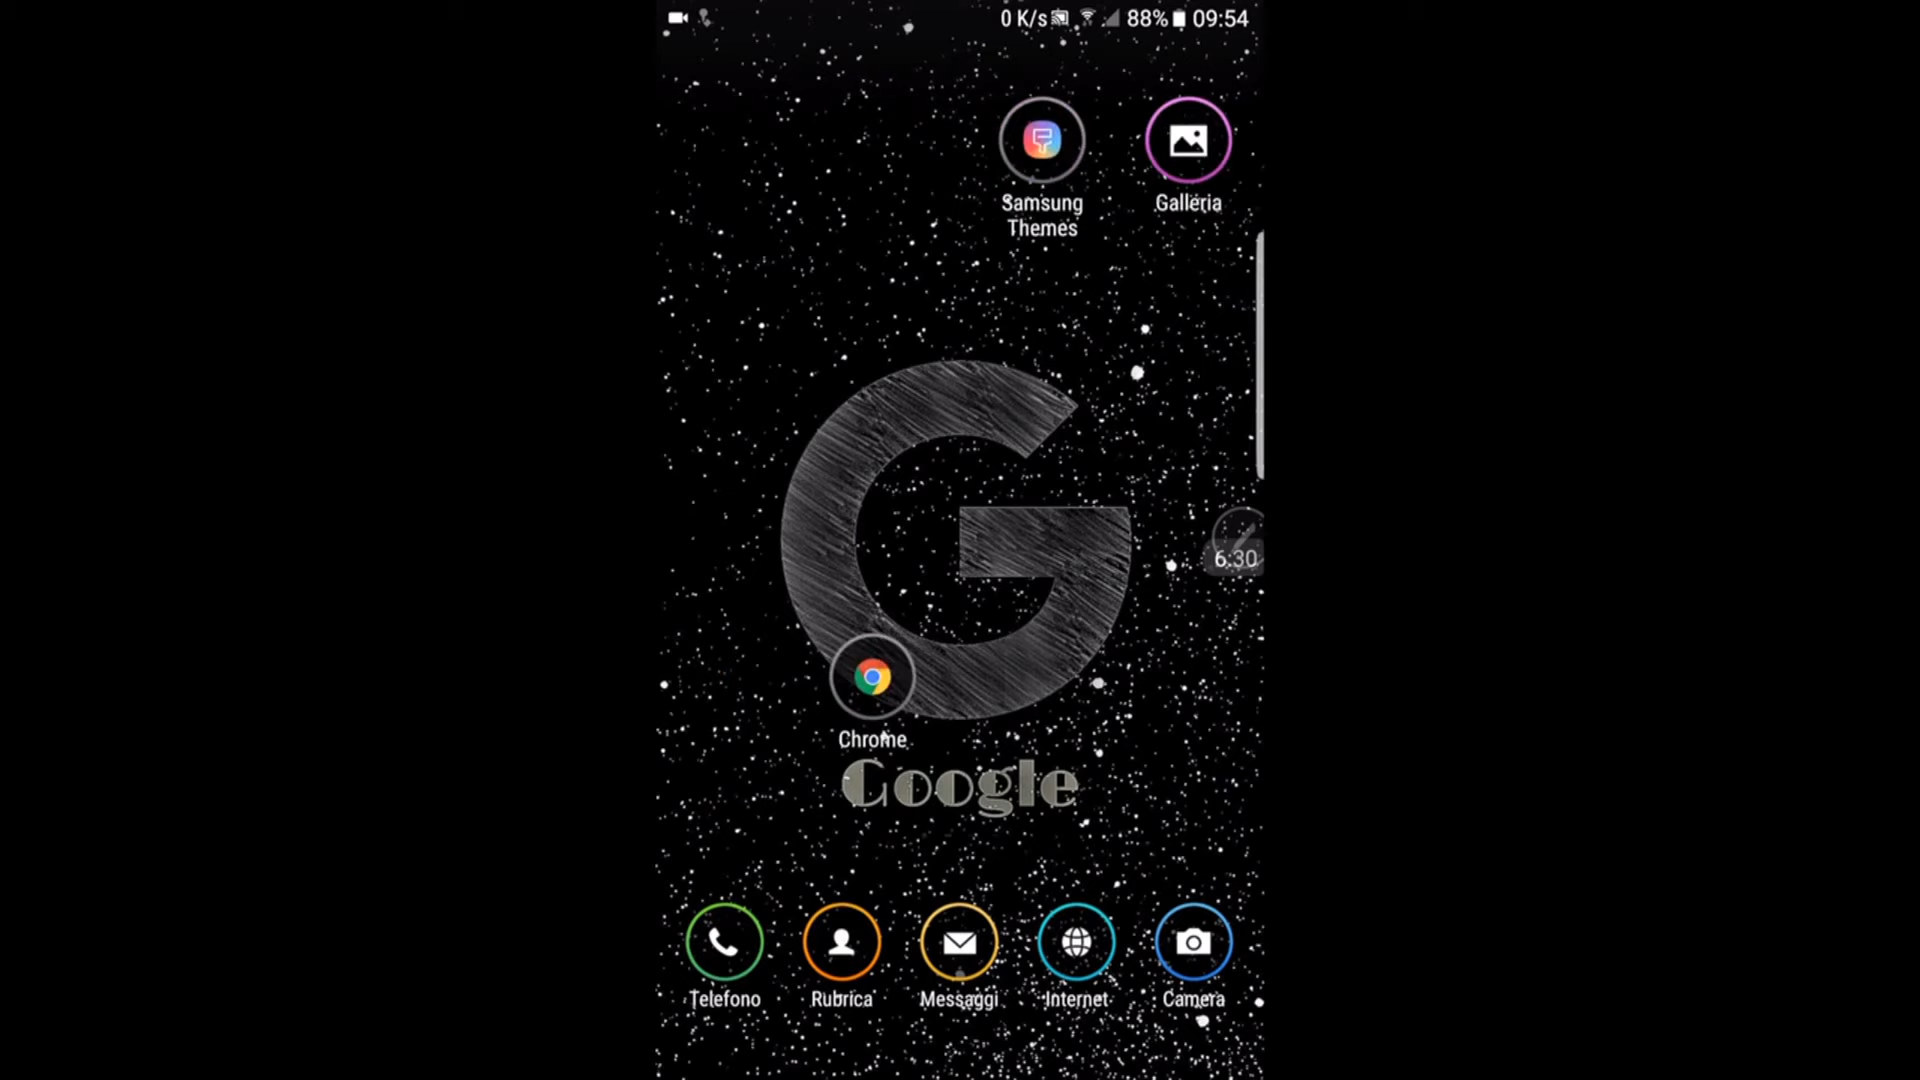 0 K/s 88% 09:54
Samsung
Themes
Galleria
6:30
Chrome
Google
Telefono Rubrica Messaggi Internet Camera